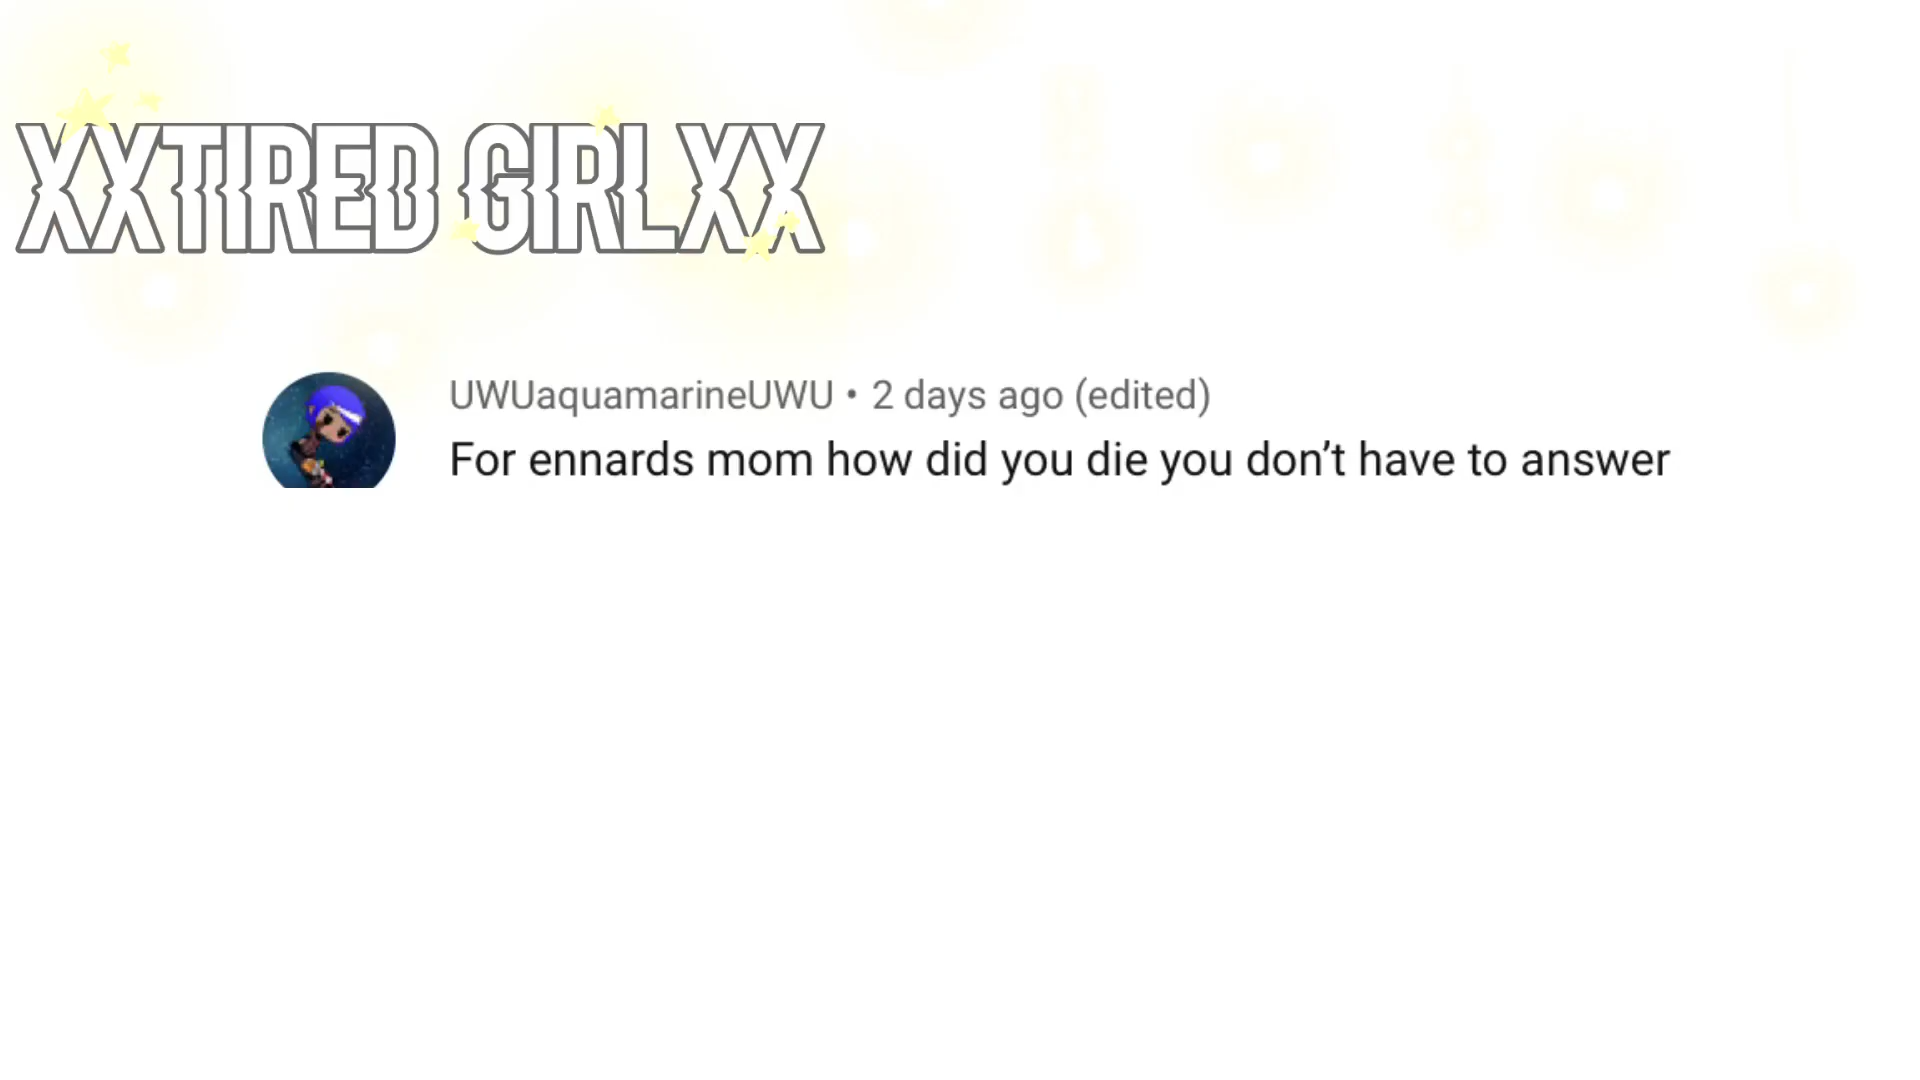 XXTIRED GIRLXX
UWUaquamarineUWU • 2 days ago (edited)
For ennards mom how did you die you don’t have to answer